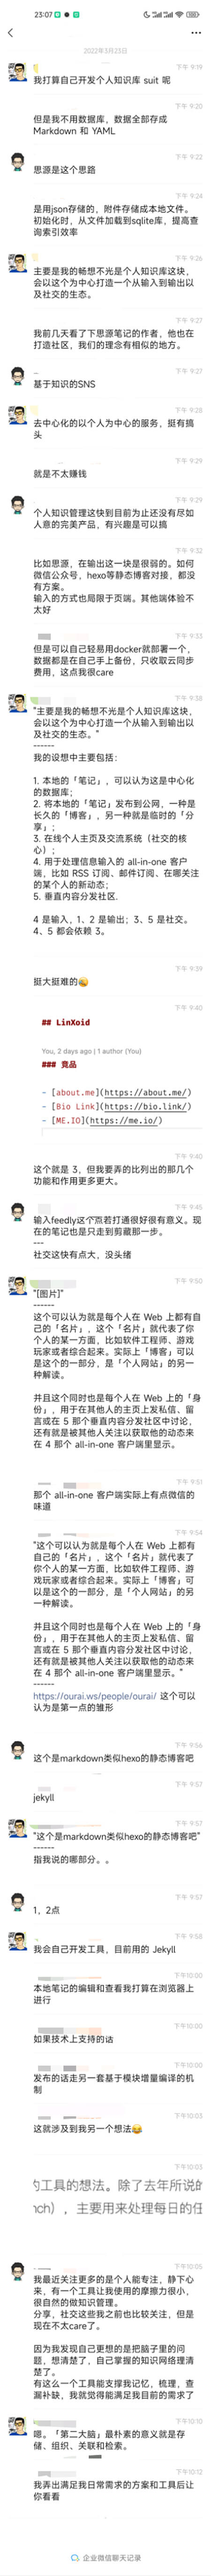 23:07
2022年3月23日
下午 9:19
我打算自己开发个人知识库 suit 呢
下午 9:20
但是我不用数据库，数据全部存成
Markdown 和 YAML
下午 9:22
思源是这个思路
下午 9:24
是用json存储的，附件存储成本地文件。
初始化时，从文件加载到sqlite库，提高查
询索引效率
下午 9:26
主要是我的畅想不光是个人知识库这块，
会以这个为中心打造一个从输入到输出以
及社交的生态。
下午 9:27
我前几天看了下思源笔记的作者，他也在
打造社区，我们的理念有相似的地方。
下午 9:27
基于知识的SNS
下午 9:28
去中心化的以个人为中心的服务，挺有搞
头
下午 9:29
就是不太赚钱
下午 9:29
个人知识管理这块到目前为止还没有尽如
人意的完美产品，有兴趣是可以搞
下午 9:32
比如思源，在输出这一块是很弱的。如何
微信公众号，hexo等静态博客对接，都没
有方案。
输入的方式也局限于页端。其他端体验不
太好
下午 9:33
但是可以自己轻易用docker就部署一个，
数据都是在自己手上备份，只收取云同步
费用，这点我很care
下午 9:38
"主要是我的畅想不光是个人知识库这块，
会以这个为中心打造一个从输入到输出以
及社交的生态。"
------
我的设想中主要包括：
1. 本地的「笔记」，可以认为这是中心化
的数据库；
2. 将本地的「笔记」发布到公网，一种是
长久的「博客」，另一种就是临时的「分
享」；
3. 在线个人主页及交流系统（社交的核
心）；
4. 用于处理信息输入的 all-in-one 客户
端，比如 RSS 订阅、邮件订阅、在哪关注
的某个人的新动态；
5. 垂直内容分发社区.
4 是输入，1、2 是输出；3、5 是社交。
4、5 都会依赖 3。
下午 9:39
挺大挺难的
下午 9:40
## LinXoid
You, 2 days ago | 1 author (You)
### 竞品
- [about.me](https://about.me/)
- [Bio Link](https://bio.link/)
- [ME.IO](https://me.io/)
下午 9:40
这个就是 3，但我要弄的比列出的那几个
功能和作用更多更大。
下午 9:45
输入feedly这个点若打通很好很有意义。现
在的笔记也是只走到剪藏那一步。
---
社交这快有点大，没头绪
下午 9:50
"[图片]"
------
这个可以认为就是每个人在 Web 上都有自
己的「名片」，这个「名片」就代表了你
个人的某一方面，比如软件工程师、游戏
玩家或者综合起来。实际上「博客」可以
是这个的一部分，是「个人网站」的另一
种解读。
并且这个同时也是每个人在 Web 上的「身
份」，用于在其他人的主页上发私信、留
言或在 5 那个垂直内容分发社区中讨论，
还有就是被其他人关注以获取他的动态来
在 4 那个 all-in-one 客户端里显示。
下午 9:51
那个 all-in-one 客户端实际上有点微信的
味道
下午 9:54
"这个可以认为就是每个人在 Web 上都有
自己的「名片」，这个「名片」就代表了
你个人的某一方面，比如软件工程师、游
戏玩家或者综合起来。实际上「博客」可
以是这个的一部分，是「个人网站」的另
一种解读。
并且这个同时也是每个人在 Web 上的「身
份」，用于在其他人的主页上发私信、留
言或在 5 那个垂直内容分发社区中讨论，
还有就是被其他人关注以获取他的动态来
在 4 那个 all-in-one 客户端里显示。"
------
https://ourai.ws/people/ourai/ 这个可以
认为是第一点的雏形
下午 9:56
这个是markdown类似hexo的静态博客吧
下午 9:57
jekyll
下午 9:57
"这个是markdown类似hexo的静态博客吧"
------
指我说的哪部分。。
下午 9:57
1，2点
下午 9:58
我会自己开发工具，目前用的 Jekyll
下午10:00
本地笔记的编辑和查看我打算在浏览器上
进行
下午10:00
如果技术上支持的话
下午10:00
发布的话走另一套基于模块增量编译的机
制
下午10:03
这就涉及到我另一个想法
下午10:03
的工具的想法。除了去年所说的
nch），主要用来处理每日的任
下午10:05
我最近关注更多的是个人能专注，静下心
来，有一个工具让我使用的摩擦力很小，
很自然的做知识管理。
分享，社交这些我之前也比较关注，但是
现在不太care了。
因为我发现自己更想的是把脑子里的问
题，想清楚了，自己掌握的知识网络理清
楚了。
有这么一个工具能支撑我记忆，梳理，查
漏补缺，我就觉得能满足我目前的需求了
下午10:10
嗯。「第二大脑」最朴素的意义就是存
储、组织、关联和检索。
下午10:12
我弄出满足我日常需求的方案和工具后让
你看看
企业微信聊天记录